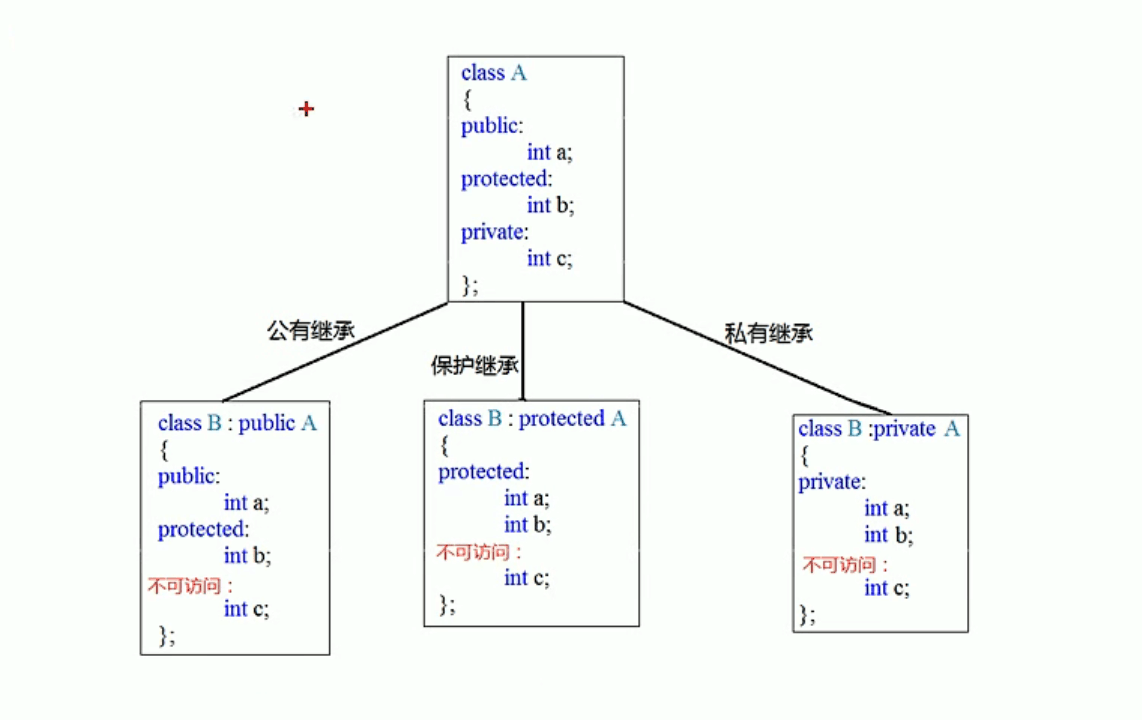 class A
{
public:
int a;
protected:
int b;
private:
int c;
};
公有继承
保护继承
私有继承
class B : public A
{
public:
int a;
protected:
int b;
不可访问：
int c;
};
class B : protected A
{
protected:
int a;
int b;
不可访问：
int c;
};
class B :private A
{
private:
int a;
int b;
不可访问：
int c;
};